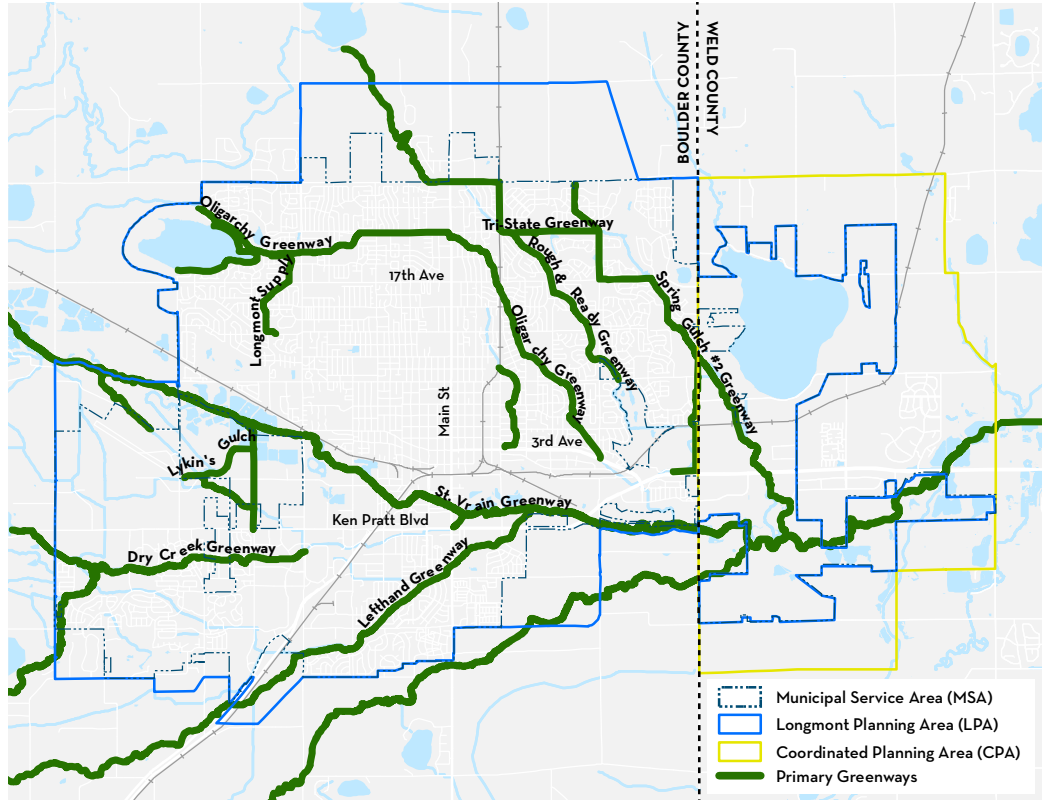 BOULDER COUNTY
WELD COUNTY
Oligarchy Greenway
Tri-State Greenway
Rough & Ready Greenway
17th Ave
Longmont Supply
Spring Gulch #2 Greenway
Oligarchy Greenway
Main St
3rd Ave
Lykin's Gulch
St. Vrain Greenway
Ken Pratt Blvd
Dry Creek Greenway
Lefthand Greenway
Municipal Service Area (MSA)
Longmont Planning Area (LPA)
Coordinated Planning Area (CPA)
Primary Greenways